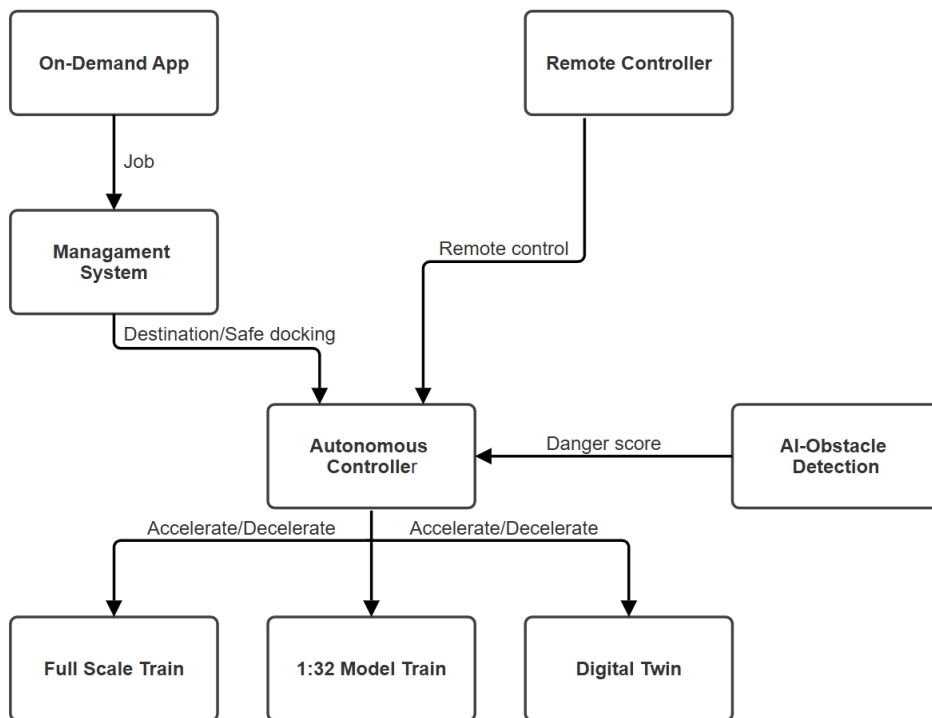 On-Demand App
Remote Controller
Job
Managament
System
Remote control
Destination/Safe docking
Autonomous
Controller
Danger score
AI-Obstacle
Detection
Accelerate/Decelerate
Accelerate/Decelerate
Full Scale Train
1:32 Model Train
Digital Twin